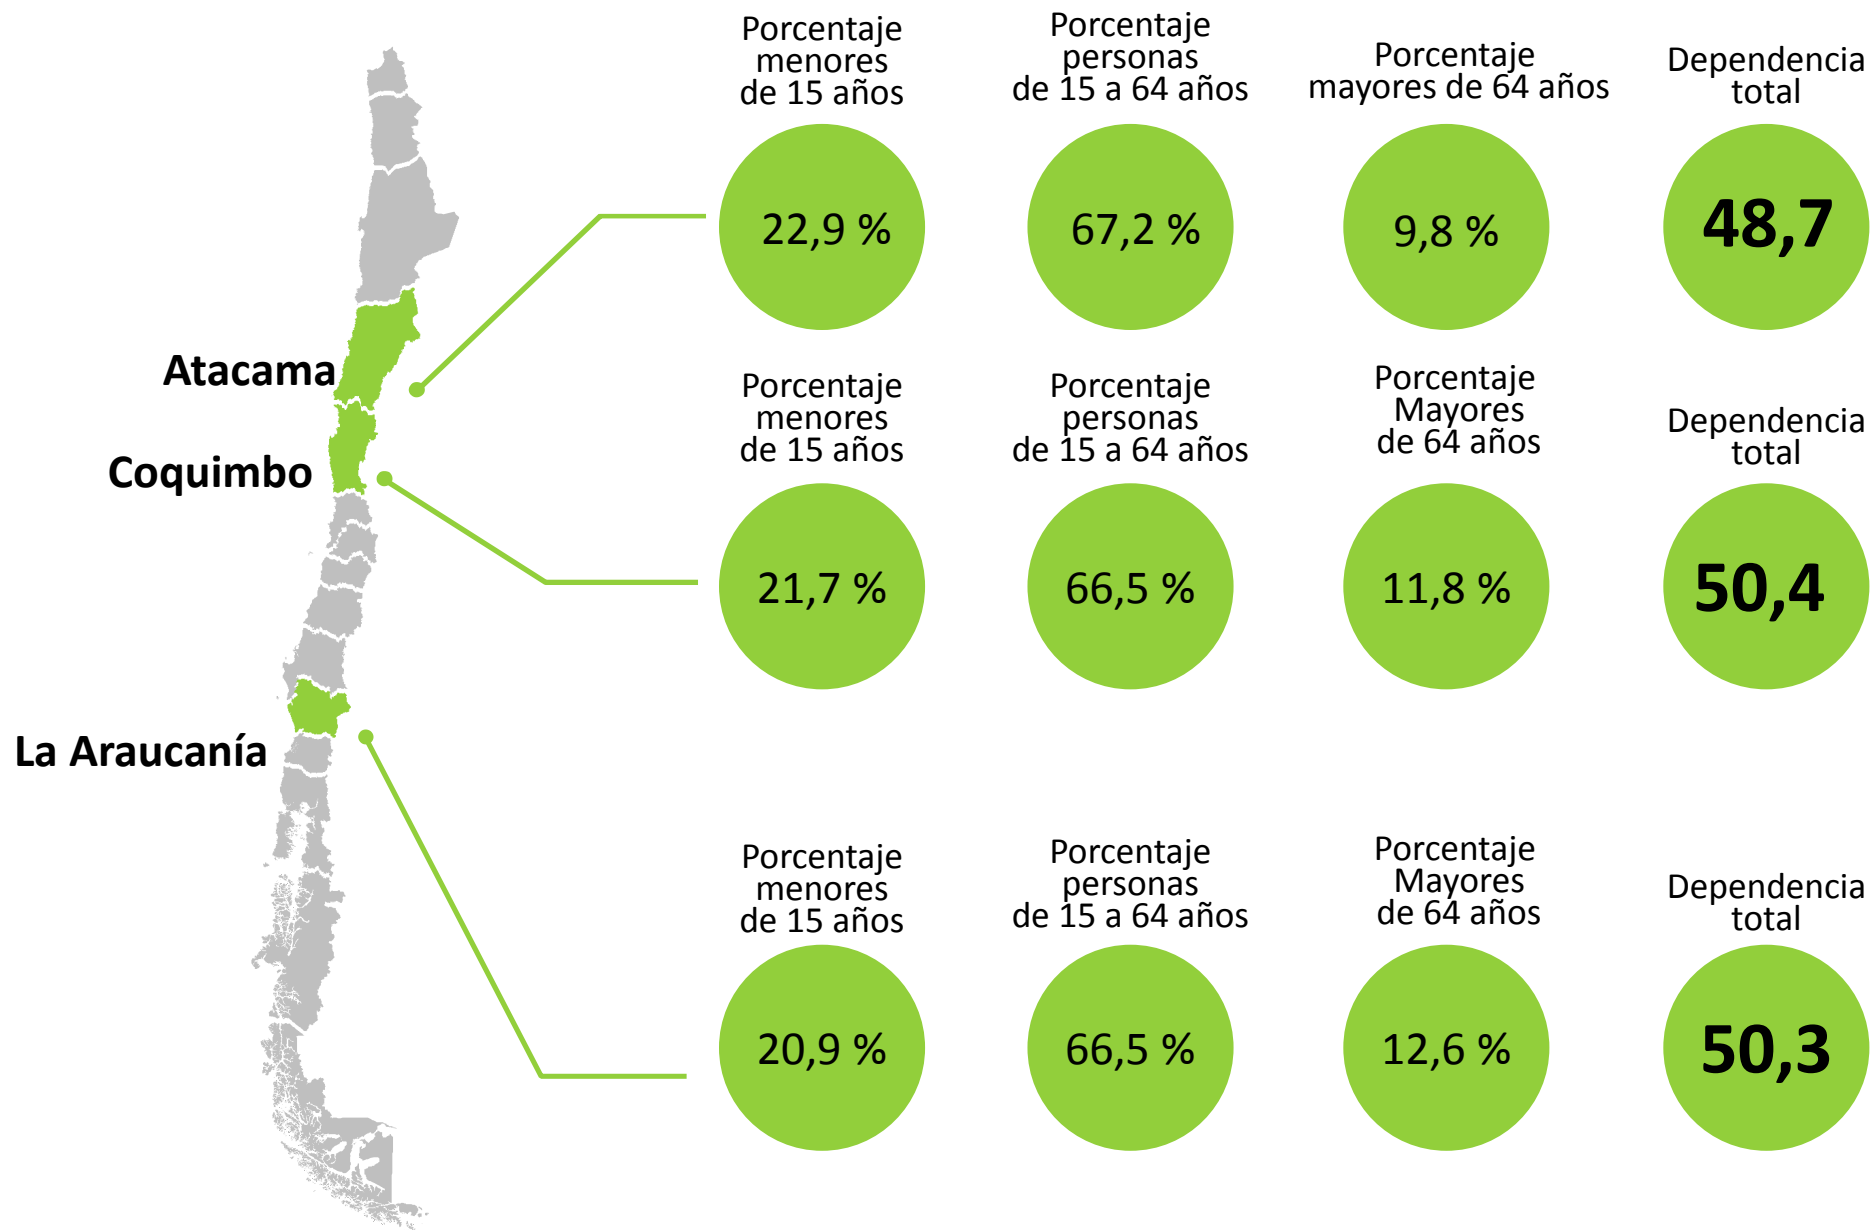 Porcentaje
menores
de 15 años
Porcentaje
personas
de 15 a 64 años
Porcentaje
mayores de 64 años
Dependencia
total
22,9 %
67,2 %
9,8 %
48,7
Atacama
Porcentaje
menores
de 15 años
Porcentaje
personas
de 15 a 64 años
Porcentaje
Mayores
de 64 años
Dependencia
total
Coquimbo
21,7 %
66,5 %
11,8 %
50,4
La Araucanía
Porcentaje
menores
de 15 años
Porcentaje
personas
de 15 a 64 años
Porcentaje
Mayores
de 64 años
Dependencia
total
20,9 %
66,5 %
12,6 %
50,3